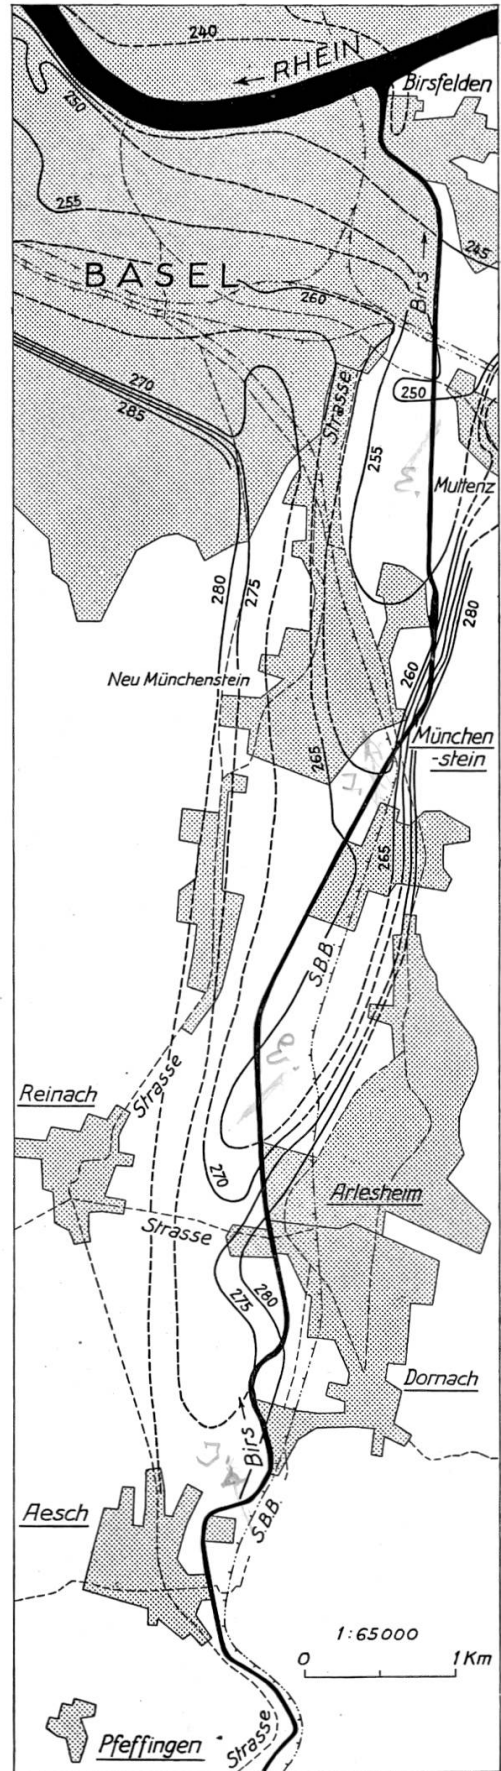 240
RHEIN
Birsfelden
250
255
245
BASEL
Birs
260
270
285
Strasse
250
255
Muttenz
280
275
280
Neu Münchenstein
260
265
München
-stein
265
S.B.B.
Strasse
Reinach
270
Arlesheim
Strasse
275
280
Dornach
Birs
Aesch
S.B.B.
1:65000
0 1 Km
Strasse
Pfeffingen